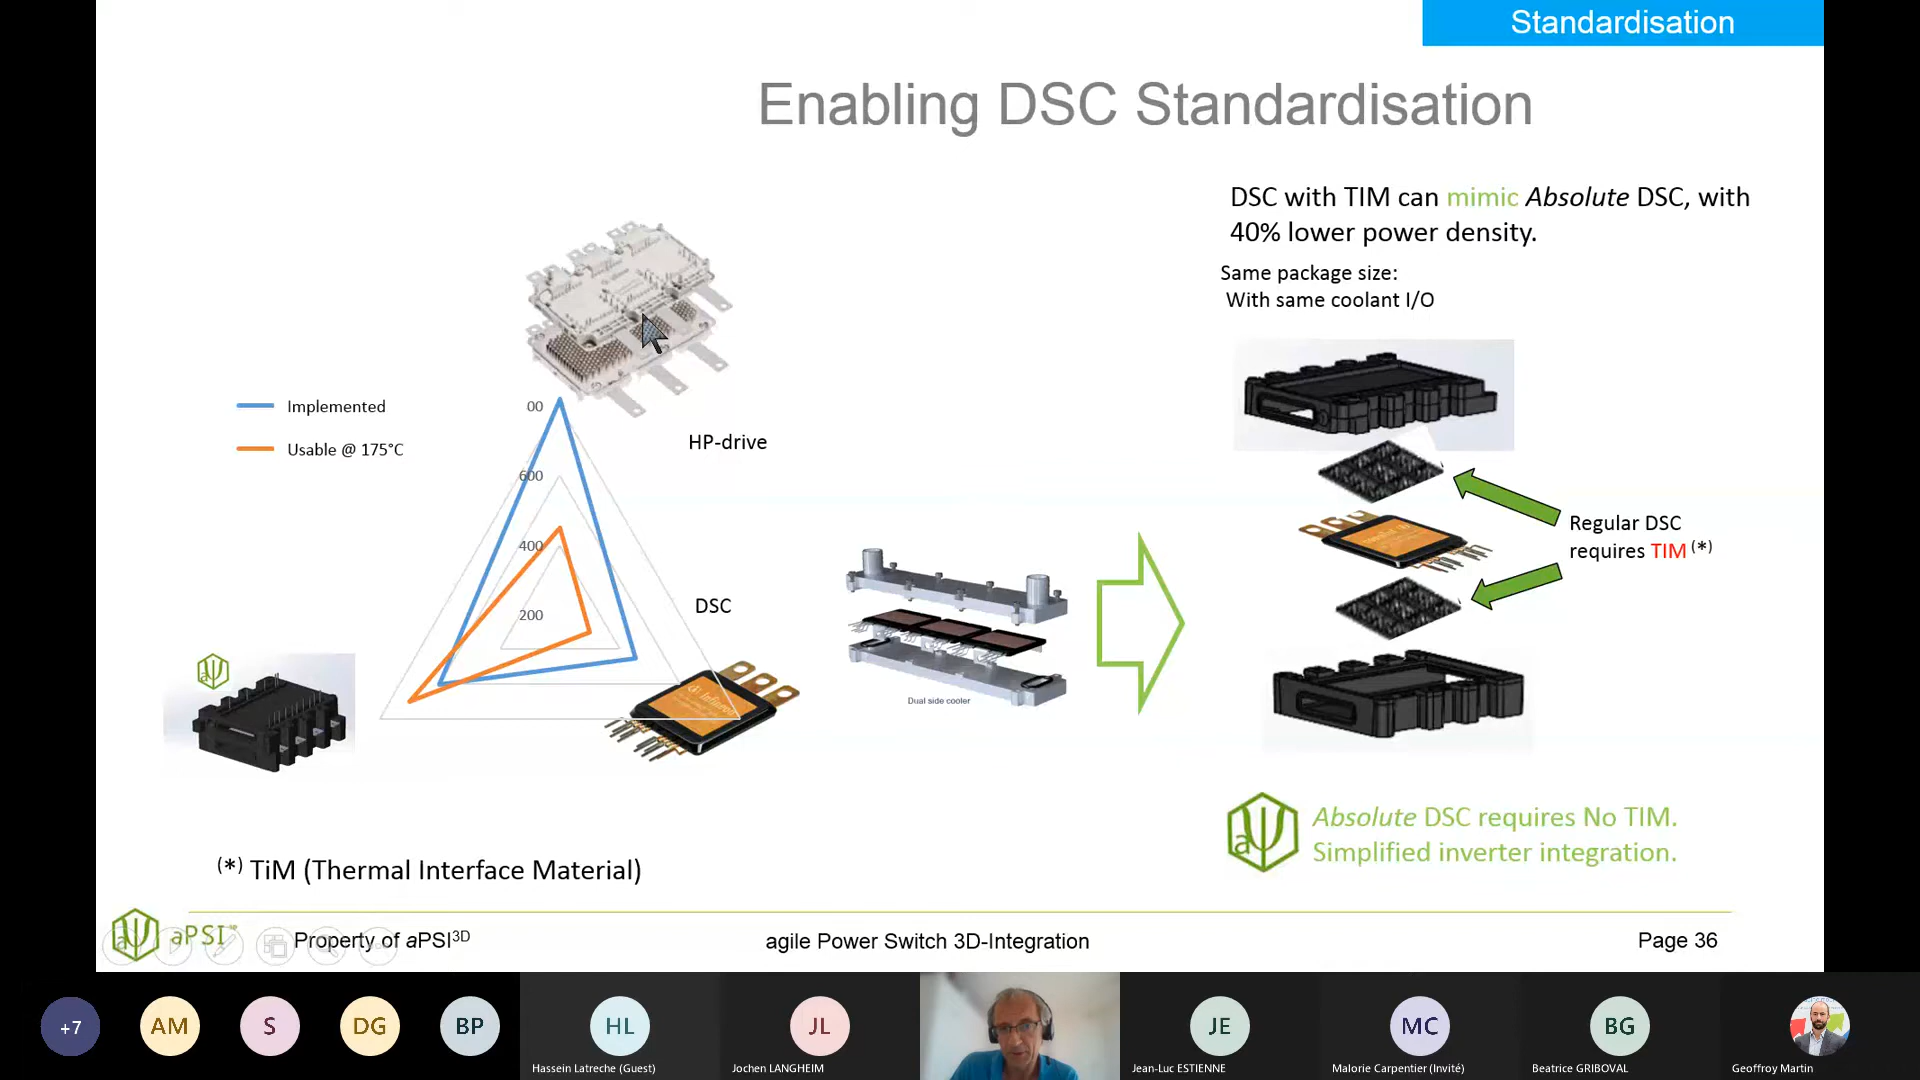 Standardisation
Enabling DSC Standardisation
DSC with TIM can mimic Absolute DSC, with
40% lower power density.
Same package size:
With same coolant I/O
Implemented
Usable @ 175°C
00
600
400
200
HP-drive
DSC
Dual side cooler
Regular DSC
requires TIM (*)
Absolute DSC requires No TIM.
Simplified inverter integration.
(*) TiM (Thermal Interface Material)
aPSI
Property of aPSI3D
agile Power Switch 3D-Integration
Page 36
+7
AM
S
DG
BP
HL
JL
JE
MC
BG
Hassein Latreche (Guest)
Jochen LANGHEIM
Jean-Luc ESTIENNE
Malorie Carpentier (Invité)
Beatrice GRIBOVAL
Geoffroy Martin